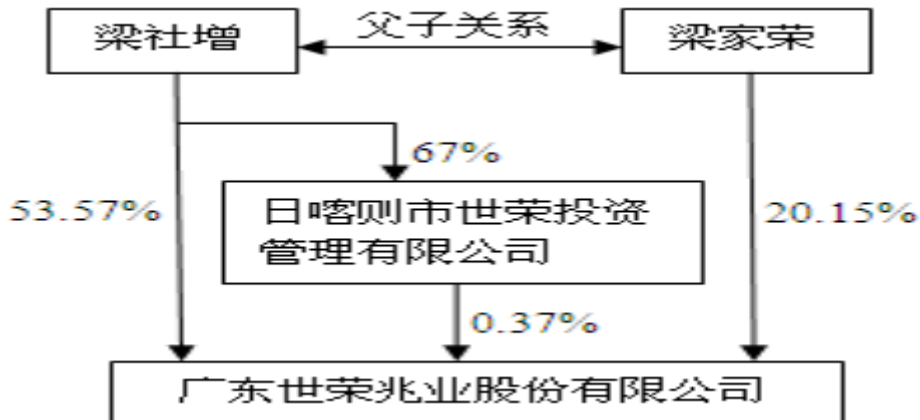 梁社增
父子关系
梁家荣
67%
53.57%
日喀则市世荣投资
管理有限公司
20.15%
0.37%
广东世荣兆业股份有限公司